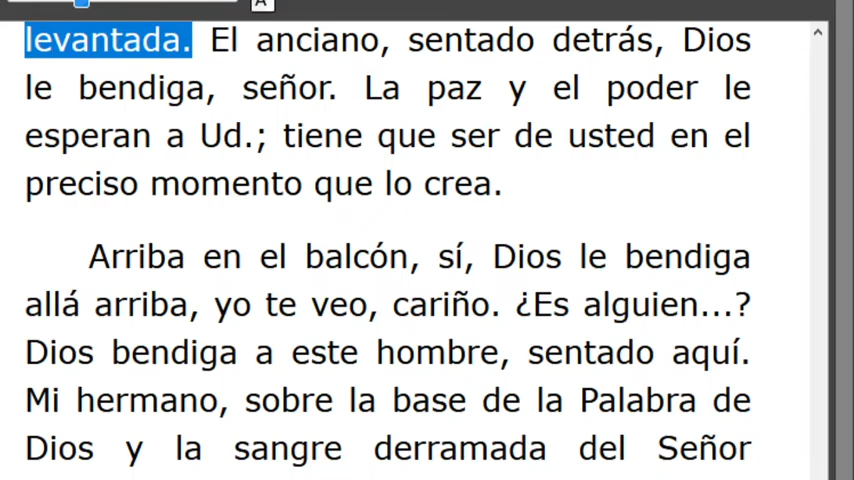 A
levantada. El anciano, sentado detrás, Dios
le bendiga, señor. La paz y el poder le
esperan a Ud.; tiene que ser de usted en el
preciso momento que lo crea.
Arriba en el balcón, sí, Dios le bendiga
allá arriba, yo te veo, cariño. ¿Es alguien...?
Dios bendiga a este hombre, sentado aquí.
Mi hermano, sobre la base de la Palabra de
Dios y la sangre derramada del Señor